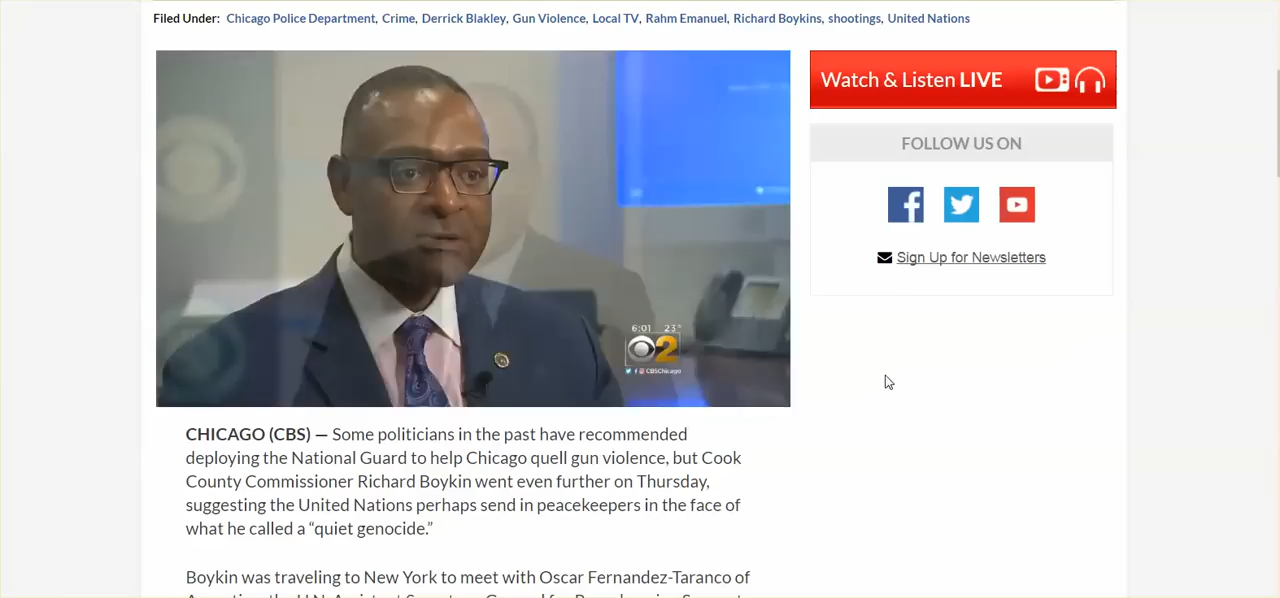 Filed Under: Chicago Police Department, Crime, Derrick Blakley, Gun Violence, Local TV, Rahm Emanuel, Richard Boykins, shootings, United Nations
Watch & Listen LIVE
FOLLOW US ON
Sign Up for Newsletters
6:01 23°
2
CBSChicago
CHICAGO (CBS) — Some politicians in the past have recommended
deploying the National Guard to help Chicago quell gun violence, but Cook
County Commissioner Richard Boykin went even further on Thursday,
suggesting the United Nations perhaps send in peacekeepers in the face of
what he called a “quiet genocide.”
Boykin was traveling to New York to meet with Oscar Fernandez-Taranco of